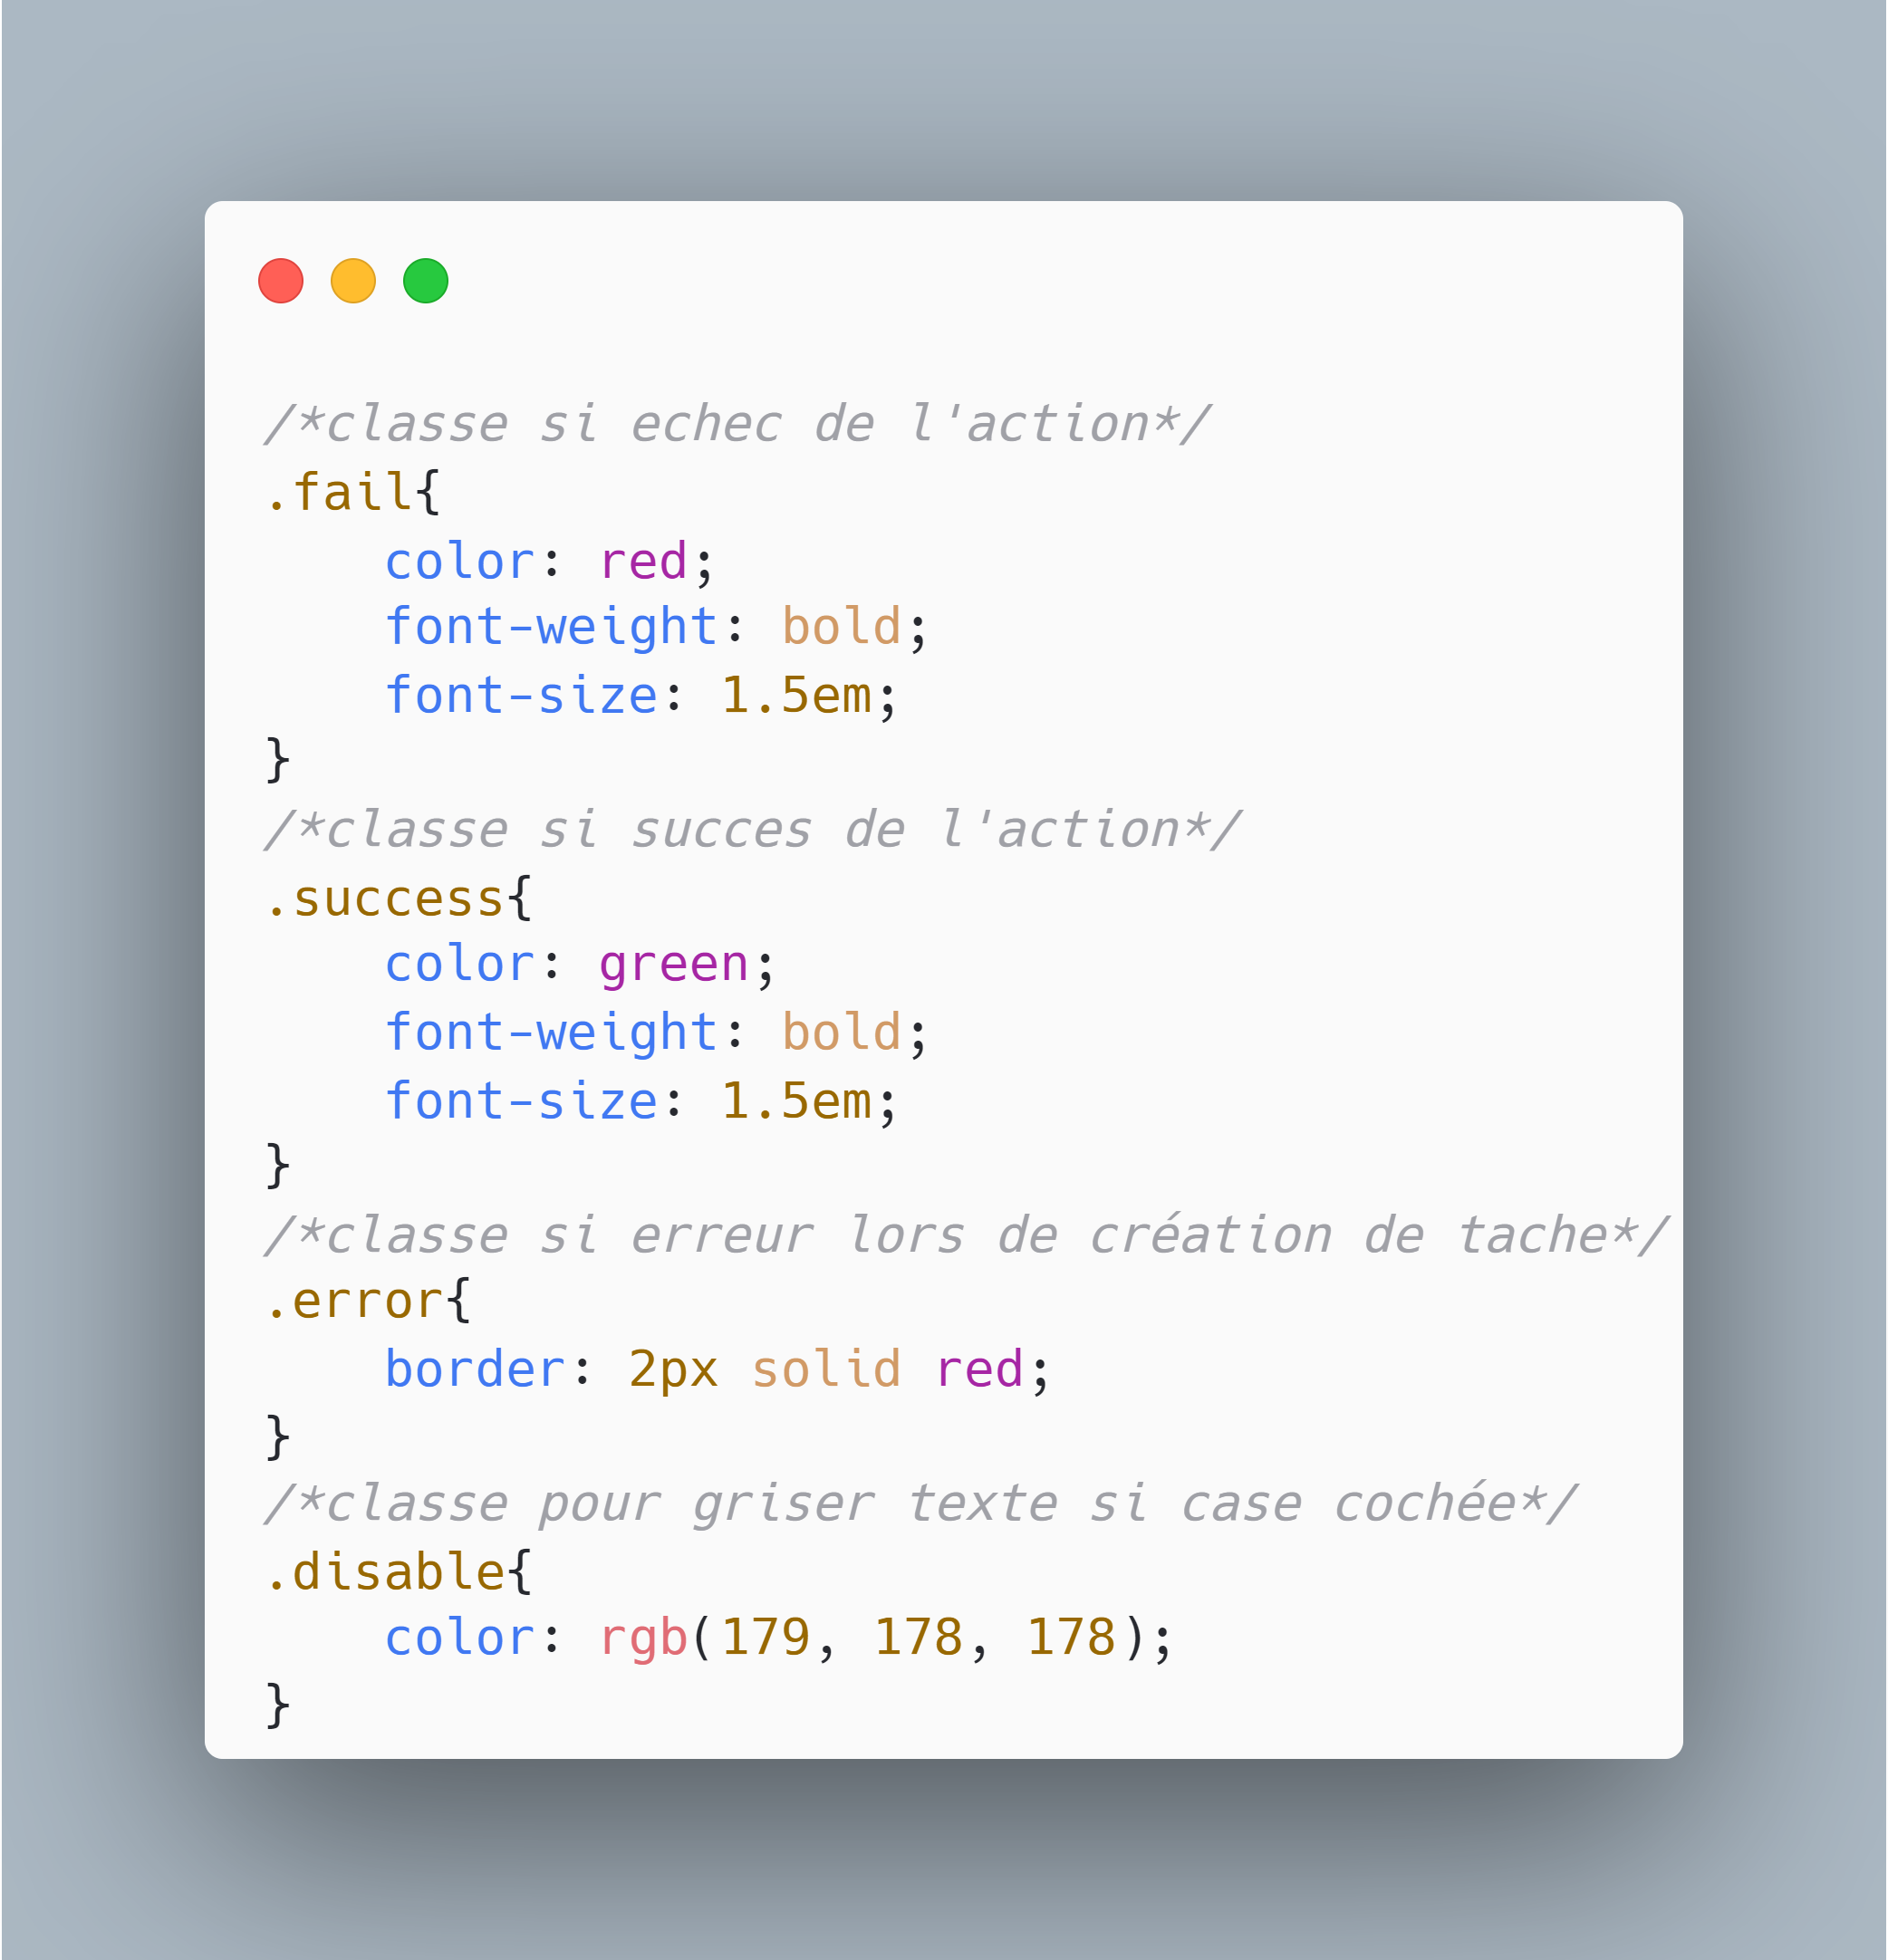 /*classe si echec de l'action*/
.fail{
    color: red;
    font-weight: bold;
    font-size: 1.5em;
}
/*classe si succes de l'action*/
.success{
    color: green;
    font-weight: bold;
    font-size: 1.5em;
}
/*classe si erreur lors de création de tache*/
.error{
    border: 2px solid red;
}
/*classe pour griser texte si case cochée*/
.disable{
    color: rgb(179, 178, 178);
}